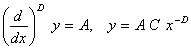 (d/dx)^D y = A, y = A C x^{-D}